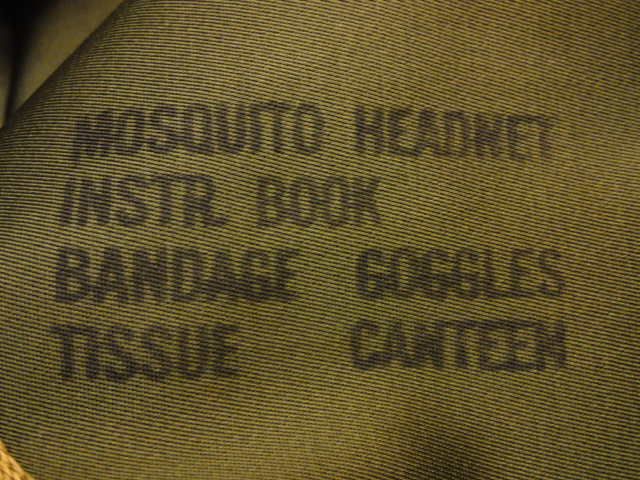 MOSQUITO HEADNET
INSTR. BOOK
BANDAGE GOGGLES
TISSUE CANTEEN